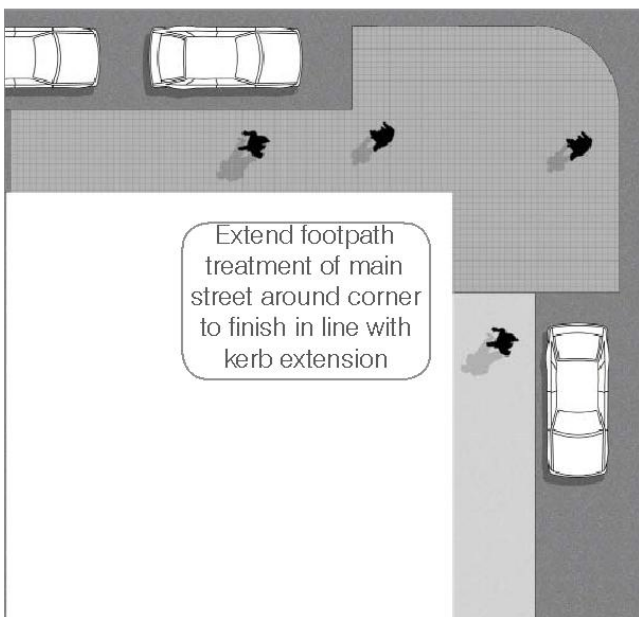 Extend footpath
treatment of main
street around corner
to finish in line with
kerb extension